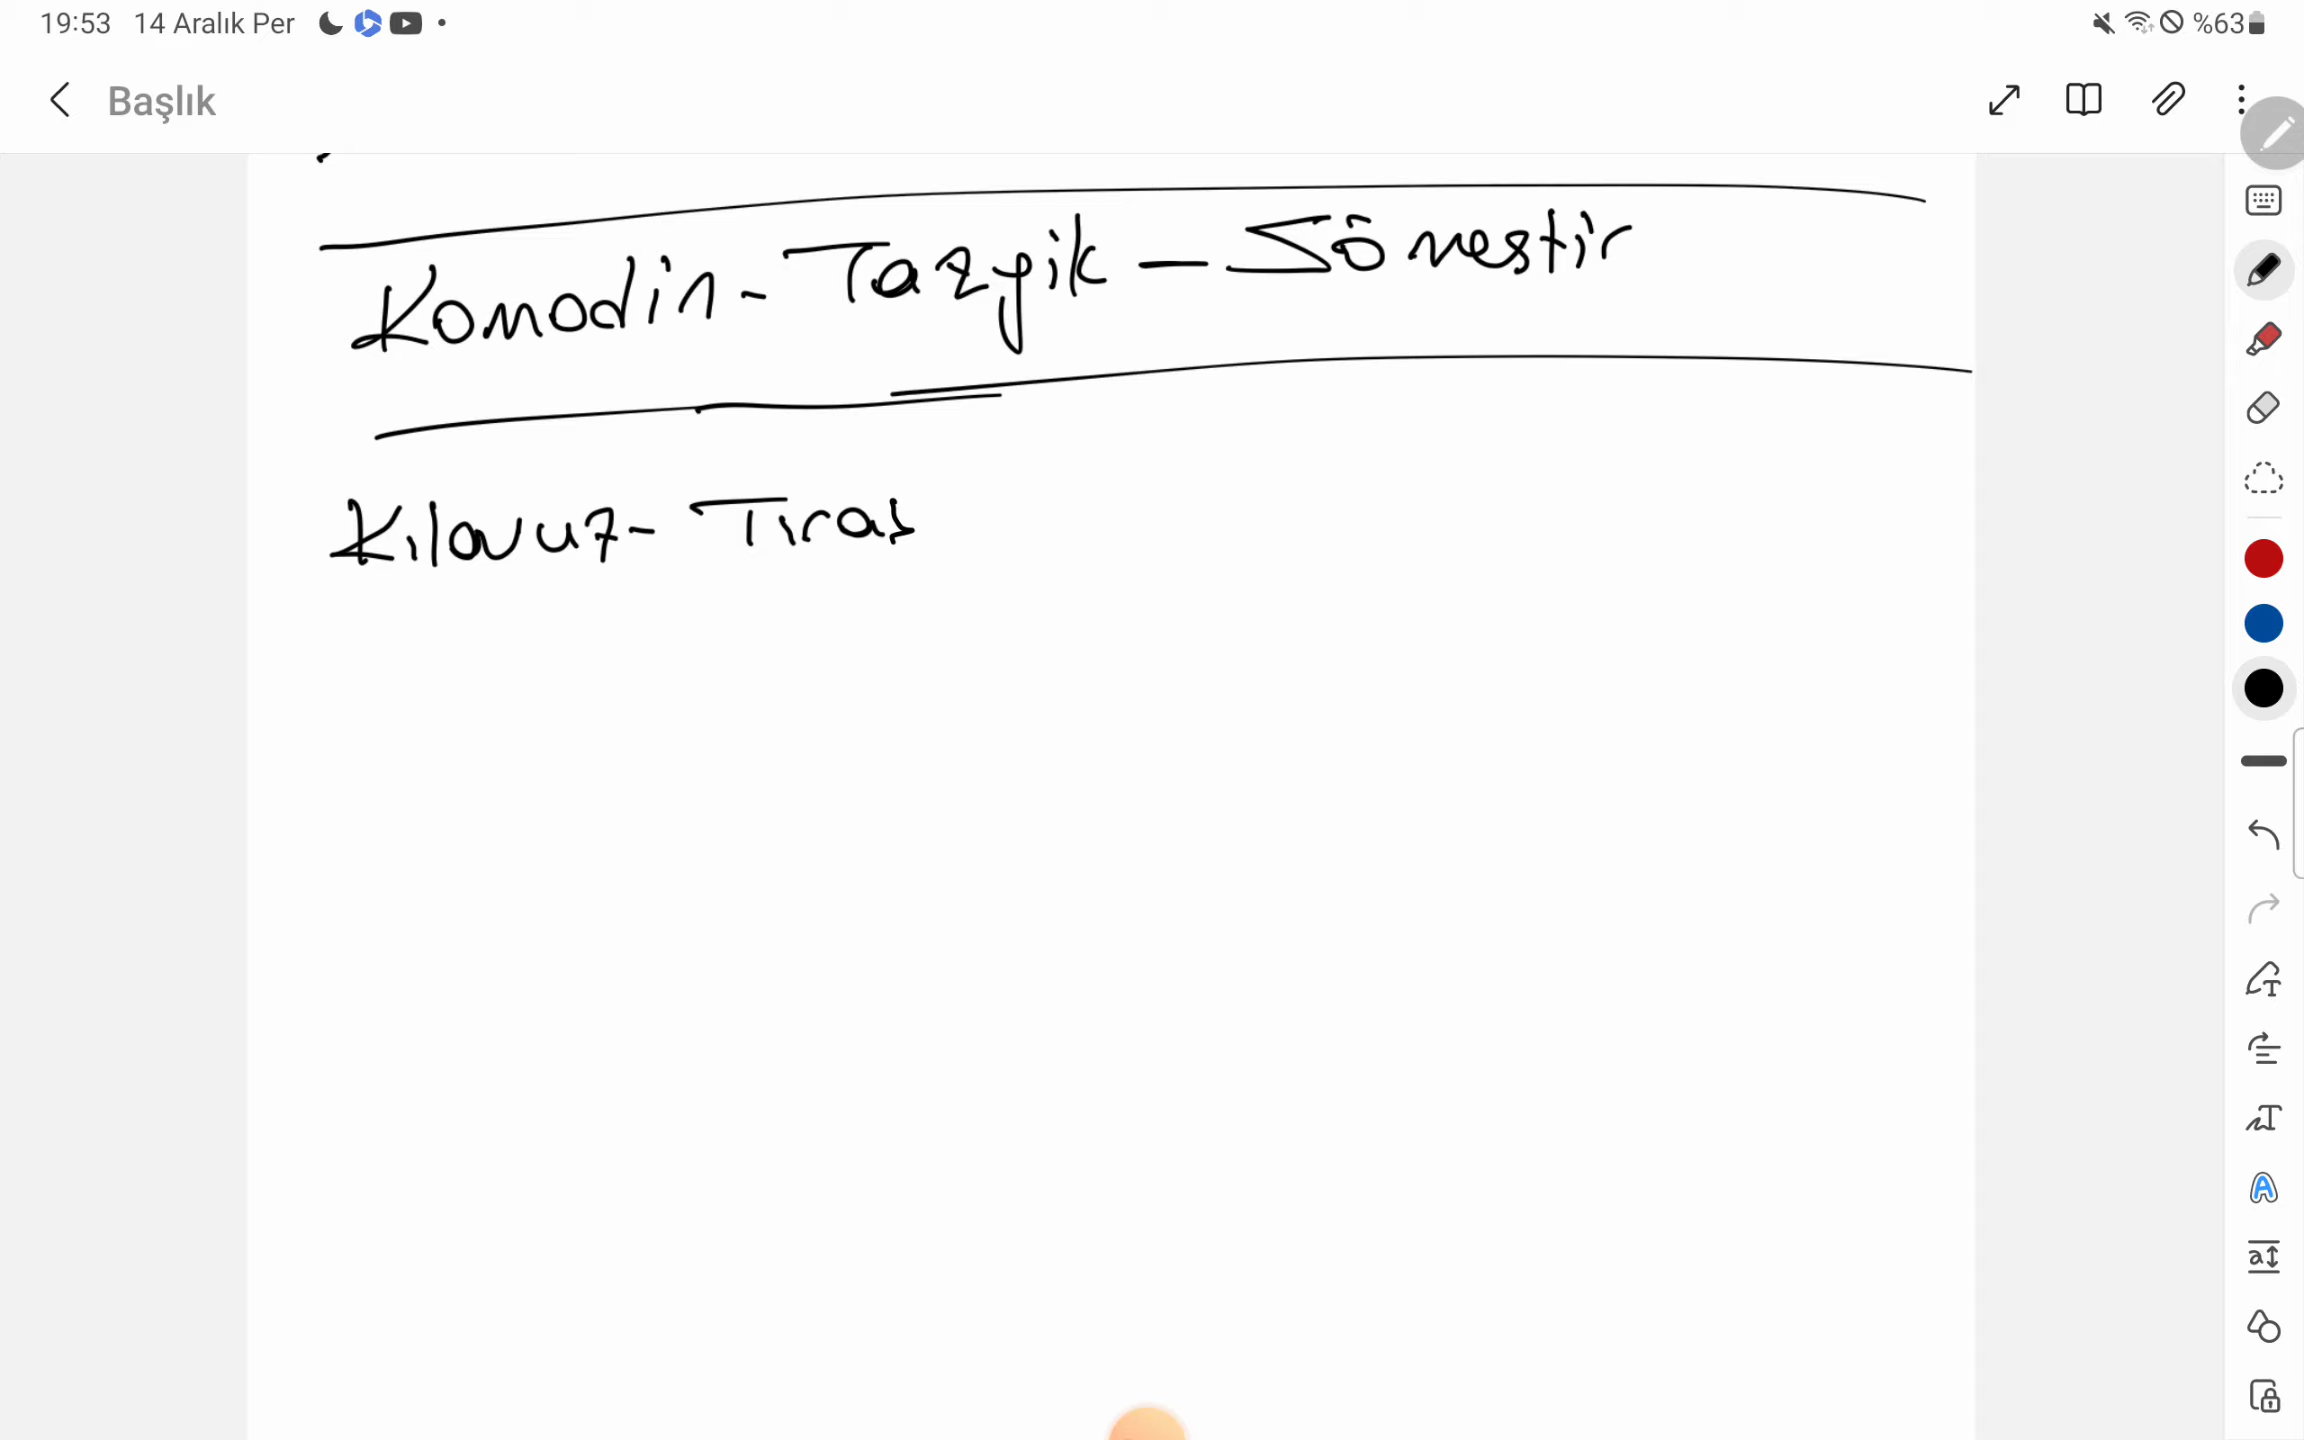 19:53 14 Aralık Per %63
Başlık
Komodin - Tazyik - Sömestir
Kılavuz - Tıraş